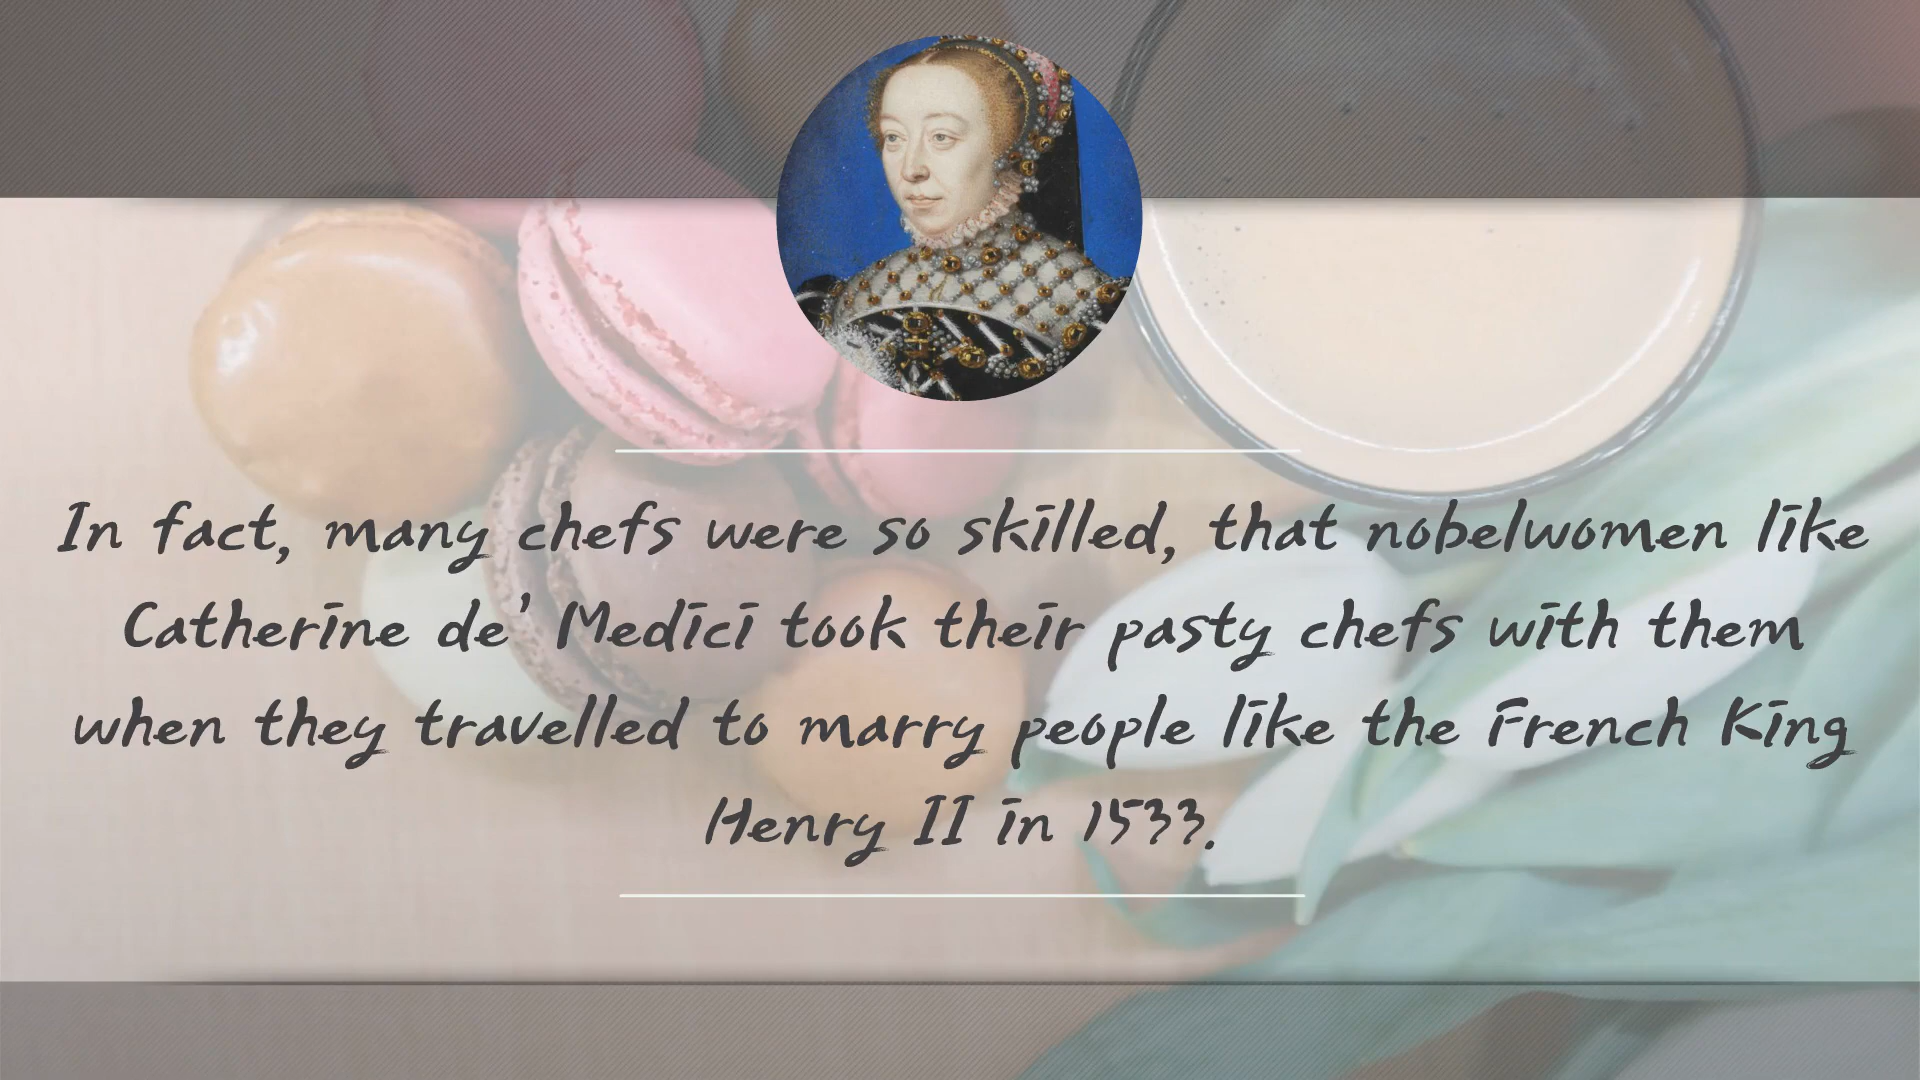 In fact, many chefs were so skilled, that nobelwomen like
Catherine de' Medici took their pasty chefs with them
when they travelled to marry people like the French King
Henry II in 1533.